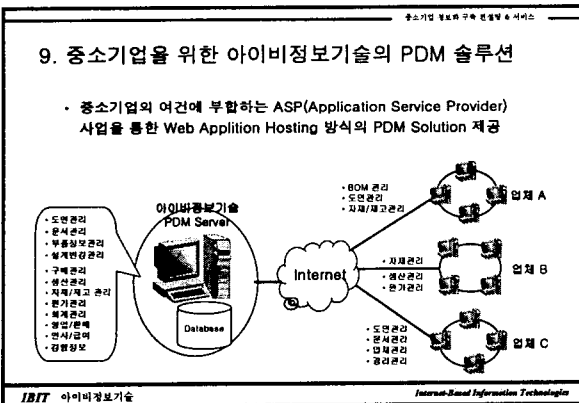 중소기업 정보화 구축 컨설팅 & 서비스
9. 중소기업을 위한 아이비정보기술의 PDM 솔루션
• 중소기업의 여건에 부합하는 ASP(Application Service Provider)
사업을 통한 Web Applition Hosting 방식의 PDM Solution 제공
• 도면관리
• 문서관리
• 부품정보관리
• 설계변경관리
• 구매관리
• 생산관리
• 자재/재고 관리
• 원가관리
• 회계관리
• 영업/판매
• 인사/급여
• 경영정보
아이비정보기술
PDM Server
Database
Internet
• BOM 관리
• 도면관리
• 자재/재고관리
업체 A
• 자재관리
• 생산관리
• 원가관리
업체 B
• 도면관리
• 문서관리
• 업체관리
• 경리관리
업체 C
IBIT 아이비정보기술
Internet-Based Information Technologies